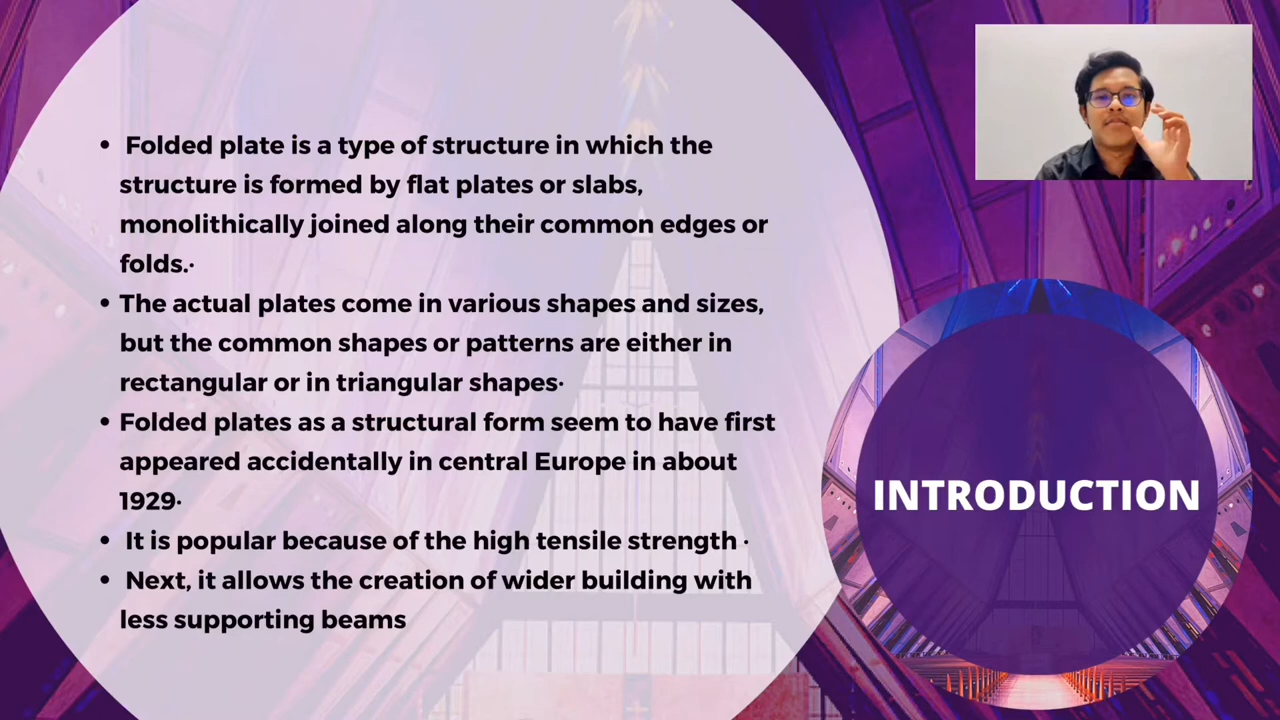 • Folded plate is a type of structure in which the
structure is formed by flat plates or slabs,
monolithically joined along their common edges or
folds.·
• The actual plates come in various shapes and sizes,
but the common shapes or patterns are either in
rectangular or in triangular shapes·
• Folded plates as a structural form seem to have first
appeared accidentally in central Europe in about
1929·
• It is popular because of the high tensile strength ·
• Next, it allows the creation of wider building with
less supporting beams
INTRODUCTION